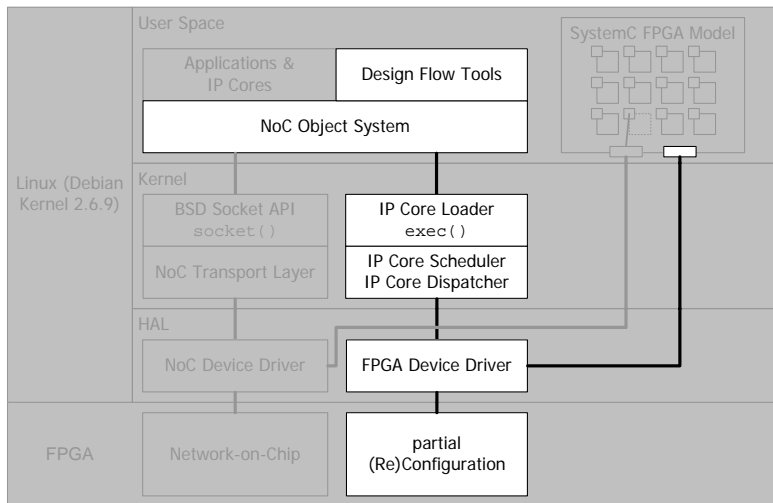 User Space
SystemC FPGA Model
Applications &
IP Cores
Design Flow Tools
NoC Object System
Linux (Debian
Kernel 2.6.9)
Kernel
BSD Socket API
socket()
IP Core Loader
exec()
NoC Transport Layer
IP Core Scheduler
IP Core Dispatcher
HAL
NoC Device Driver
FPGA Device Driver
FPGA
Network-on-Chip
partial
(Re)Configuration